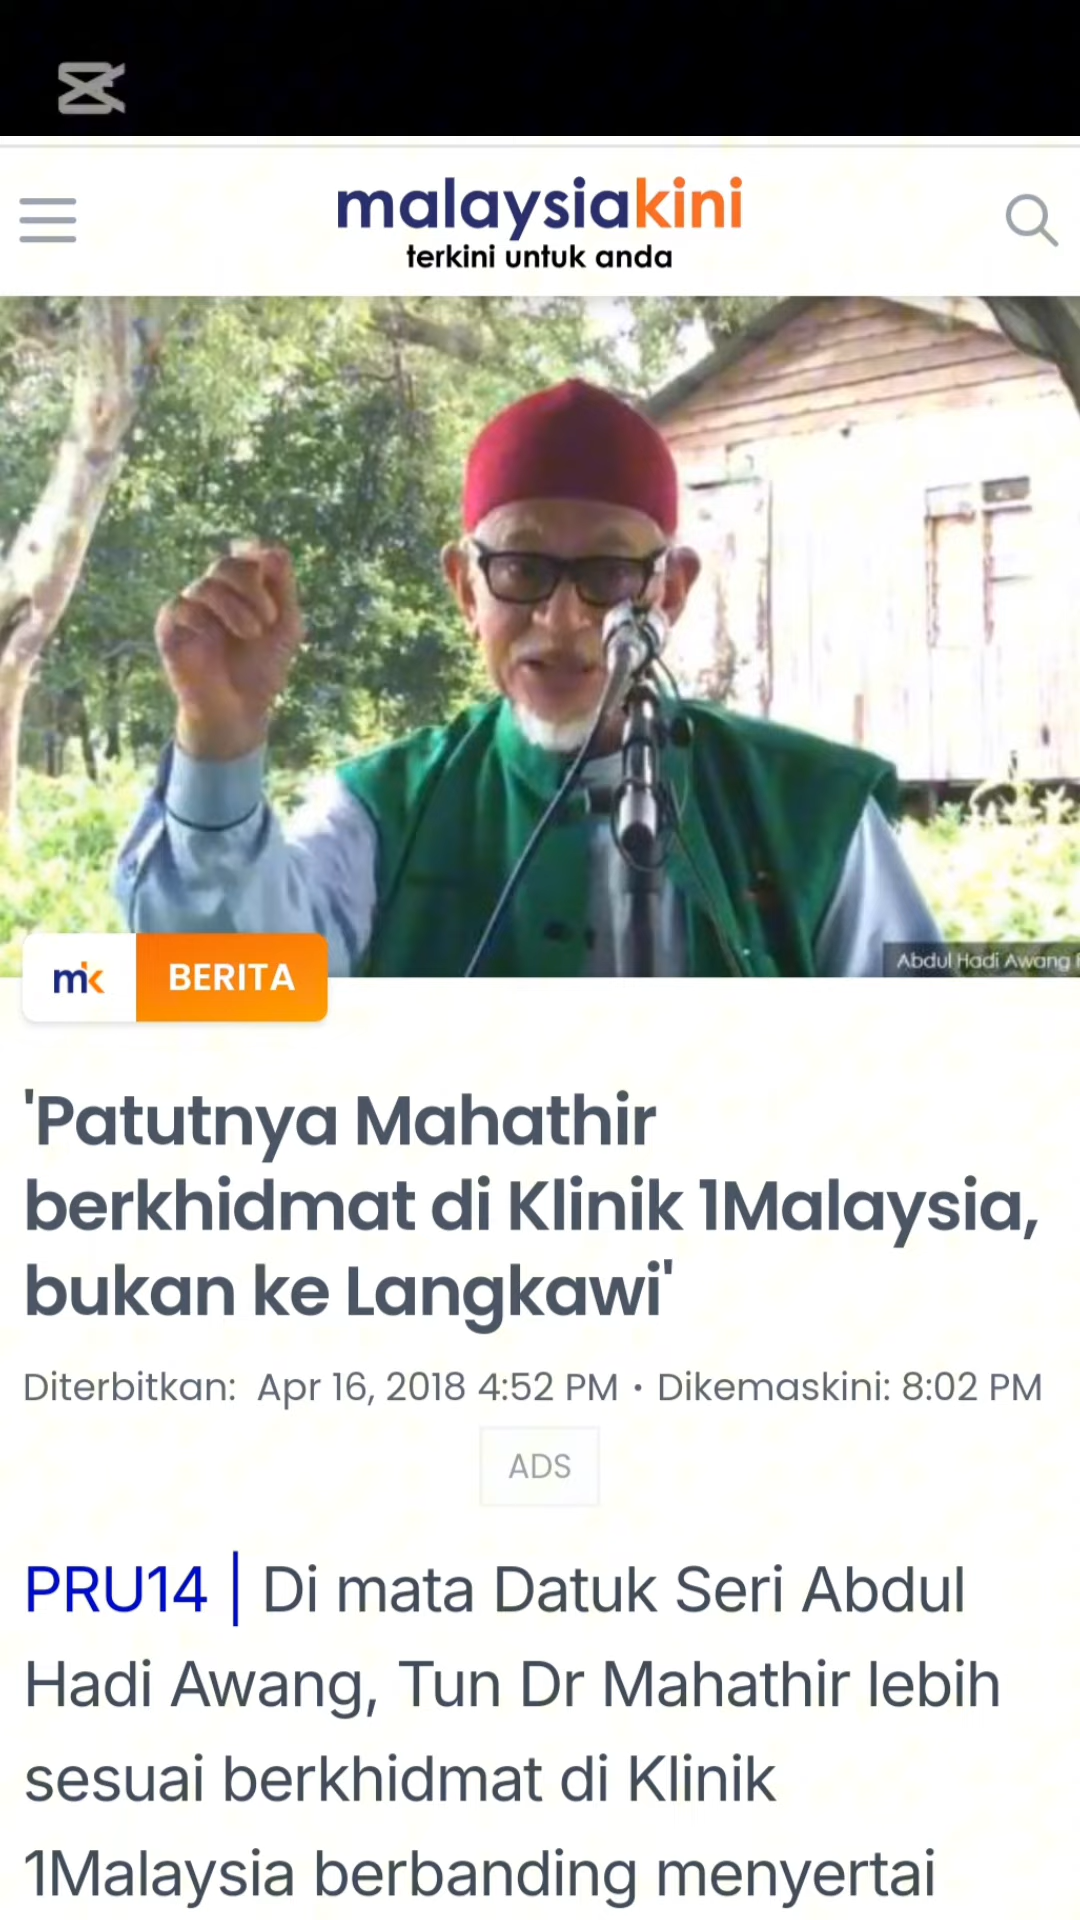 malaysiakini
terkini untuk anda
Abdul Hadi Awang
mk BERITA
'Patutnya Mahathir
berkhidmat di Klinik 1Malaysia,
bukan ke Langkawi'
Diterbitkan: Apr 16, 2018 4:52 PM • Dikemaskini: 8:02 PM
ADS
PRU14 | Di mata Datuk Seri Abdul
Hadi Awang, Tun Dr Mahathir lebih
sesuai berkhidmat di Klinik
1Malaysia berbanding menyertai